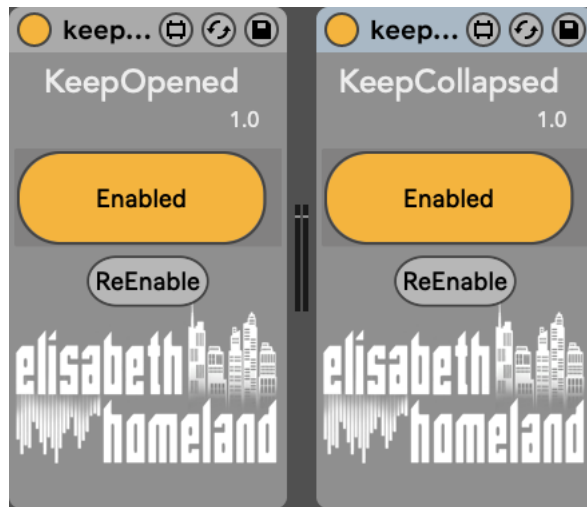 keep...
KeepOpened
1.0
Enabled
ReEnable
elisabeth
homeland
keep...
KeepCollapsed
1.0
Enabled
ReEnable
elisabeth
homeland